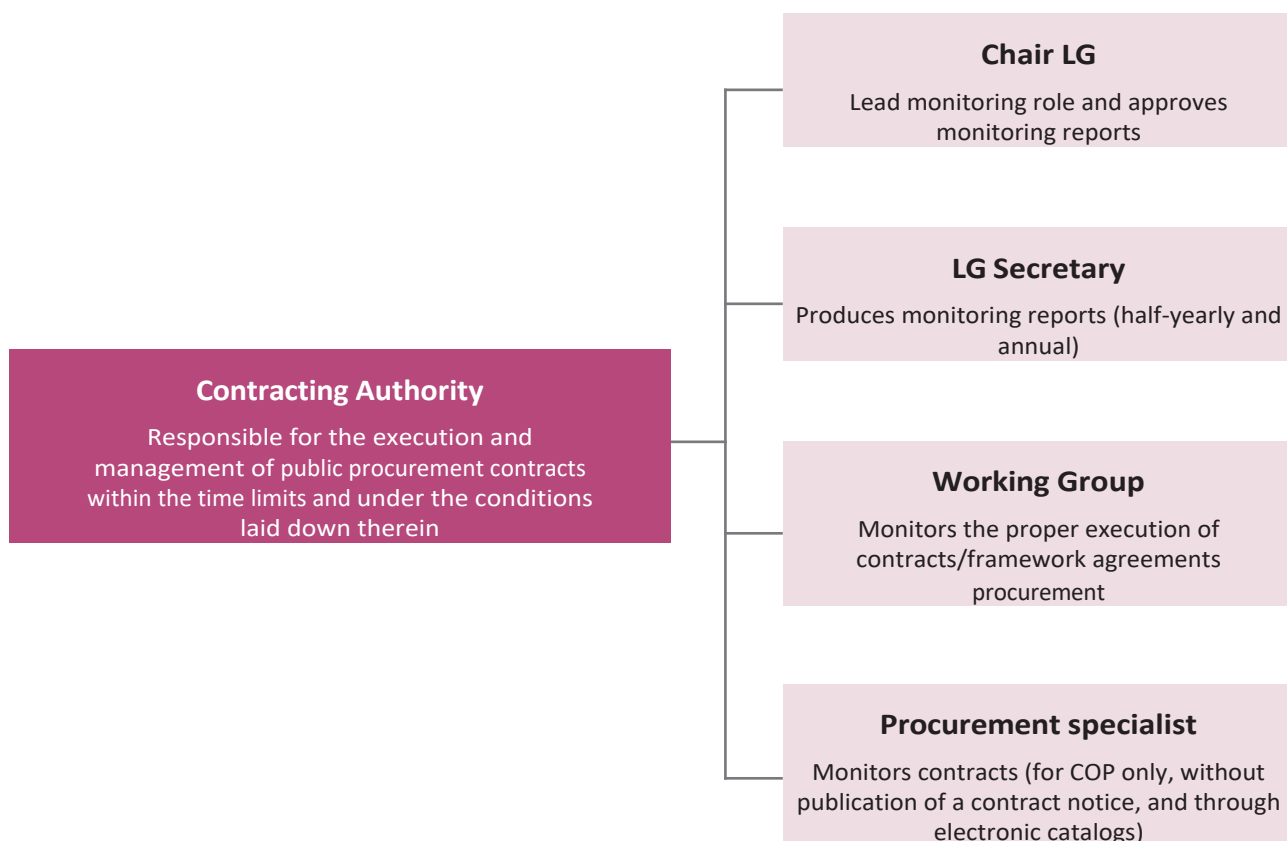 Chair LG
Lead monitoring role and approves
monitoring reports
LG Secretary
Produces monitoring reports (half-yearly and
annual)
Contracting Authority
Responsible for the execution and
management of public procurement contracts
within the time limits and under the conditions
laid down therein
Working Group
Monitors the proper execution of
contracts/framework agreements
procurement
Procurement specialist
Monitors contracts (for COP only, without
publication of a contract notice, and through
electronic catalogs)